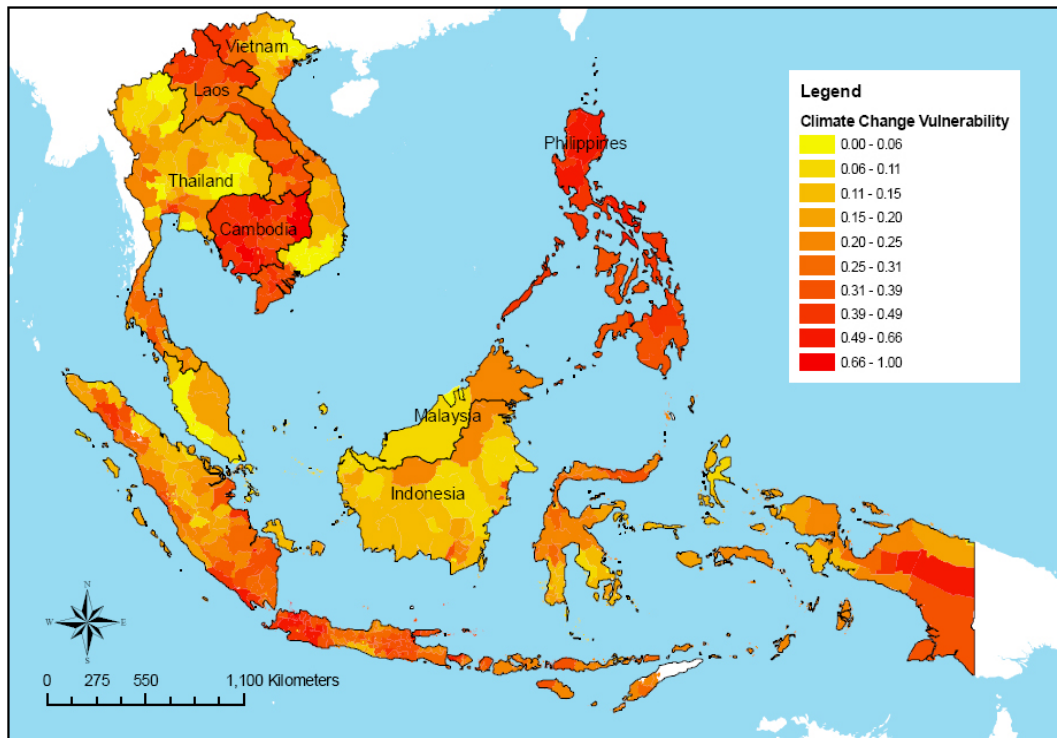 Vietnam
Laos
Thailand
Cambodia
Philippires
Malaysia
Indonesia
Legend
Climate Change Vulnerability
0.00 - 0.06
0.06 - 0.11
0.11 - 0.15
0.15 - 0.20
0.20 - 0.25
0.25 - 0.31
0.31 - 0.39
0.39 - 0.49
0.49 - 0.66
0.66 - 1.00
N
W E
S
0 275 550 1,100 Kilometers